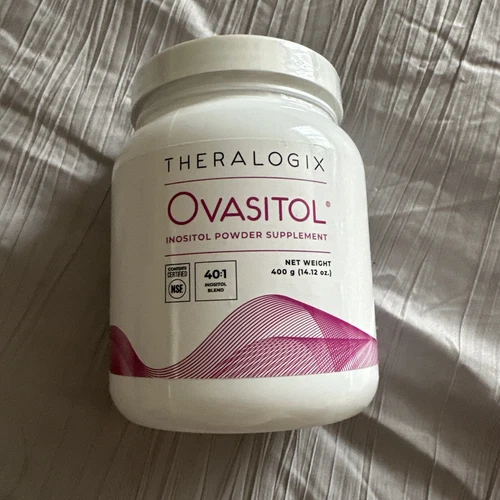 THERALOGIX
OVASITOL®
INOSITOL POWDER SUPPLEMENT
CONTENTS
CERTIFIED
NSF
40:1
INOSITOL
BLEND
NET WEIGHT
400 g (14.12 oz.)